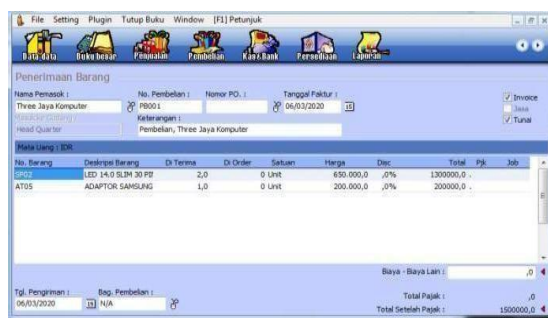 File Setting Plugin Tutup Buku Window [F1] Petunjuk
Data-data Buku besar Penjualan Pembelian Kas & Bank Persediaan Laporan
Penerimaan Barang
Nama Pemasok : No. Pembelian : Nomor PO. : Tanggal Faktur :
Three Jaya Komputer PB001 06/03/2020 15
Invoice
Masuk ke Gudang : Keterangan : Jasa
Head Quarter Pembelian, Three Jaya Komputer Tunai
Mata Uang : IDR
No. Barang Deskripsi Barang Di Terima Di Order Satuan Harga Disc Total Pjk Job
SP02 LED 14.0 SLIM 30 PII 2,0 0 Unit 650.000,0 ,0% 1300000,0 .
AT05 ADAPTOR SAMSUNG 1,0 0 Unit 200.000,0 ,0% 200000,0 .
Biaya - Biaya Lain : ,0
Tgl. Pengiriman : Bag. Pembelian :
06/03/2020 15 N/A
Total Pajak : ,0
Total Setelah Pajak : 1500000,0